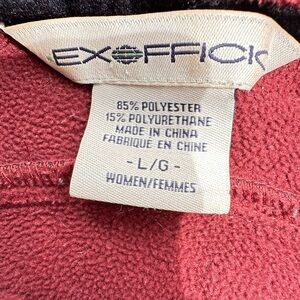 EXOFFICIO
85% POLYESTER
15% POLYURETHANE
MADE IN CHINA
FABRIQUE EN CHINE
- L/G -
WOMEN/FEMMES